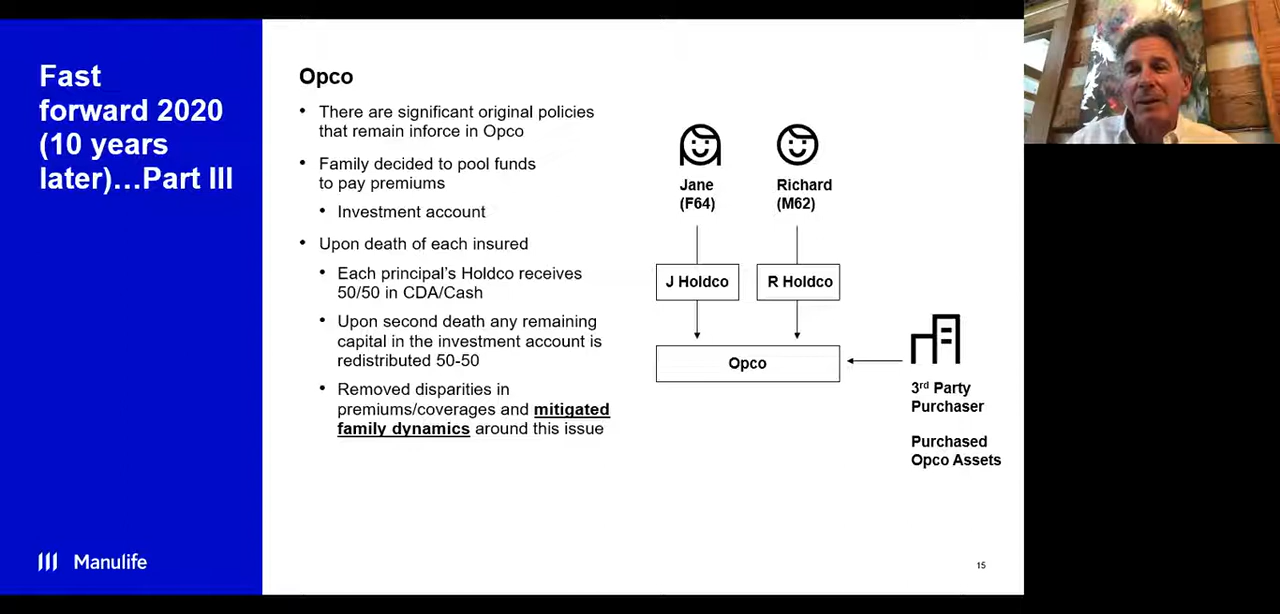 Fast
forward 2020
(10 years
later)…Part III
Opco
• There are significant original policies
that remain inforce in Opco
• Family decided to pool funds
to pay premiums
• Investment account
• Upon death of each insured
• Each principal's Holdco receives
50/50 in CDA/Cash
• Upon second death any remaining
capital in the investment account is
redistributed 50-50
• Removed disparities in
premiums/coverages and mitigated
family dynamics around this issue
Jane
(F64)
Richard
(M62)
J Holdco
R Holdco
Opco
3rd Party
Purchaser
Purchased
Opco Assets
Manulife
15